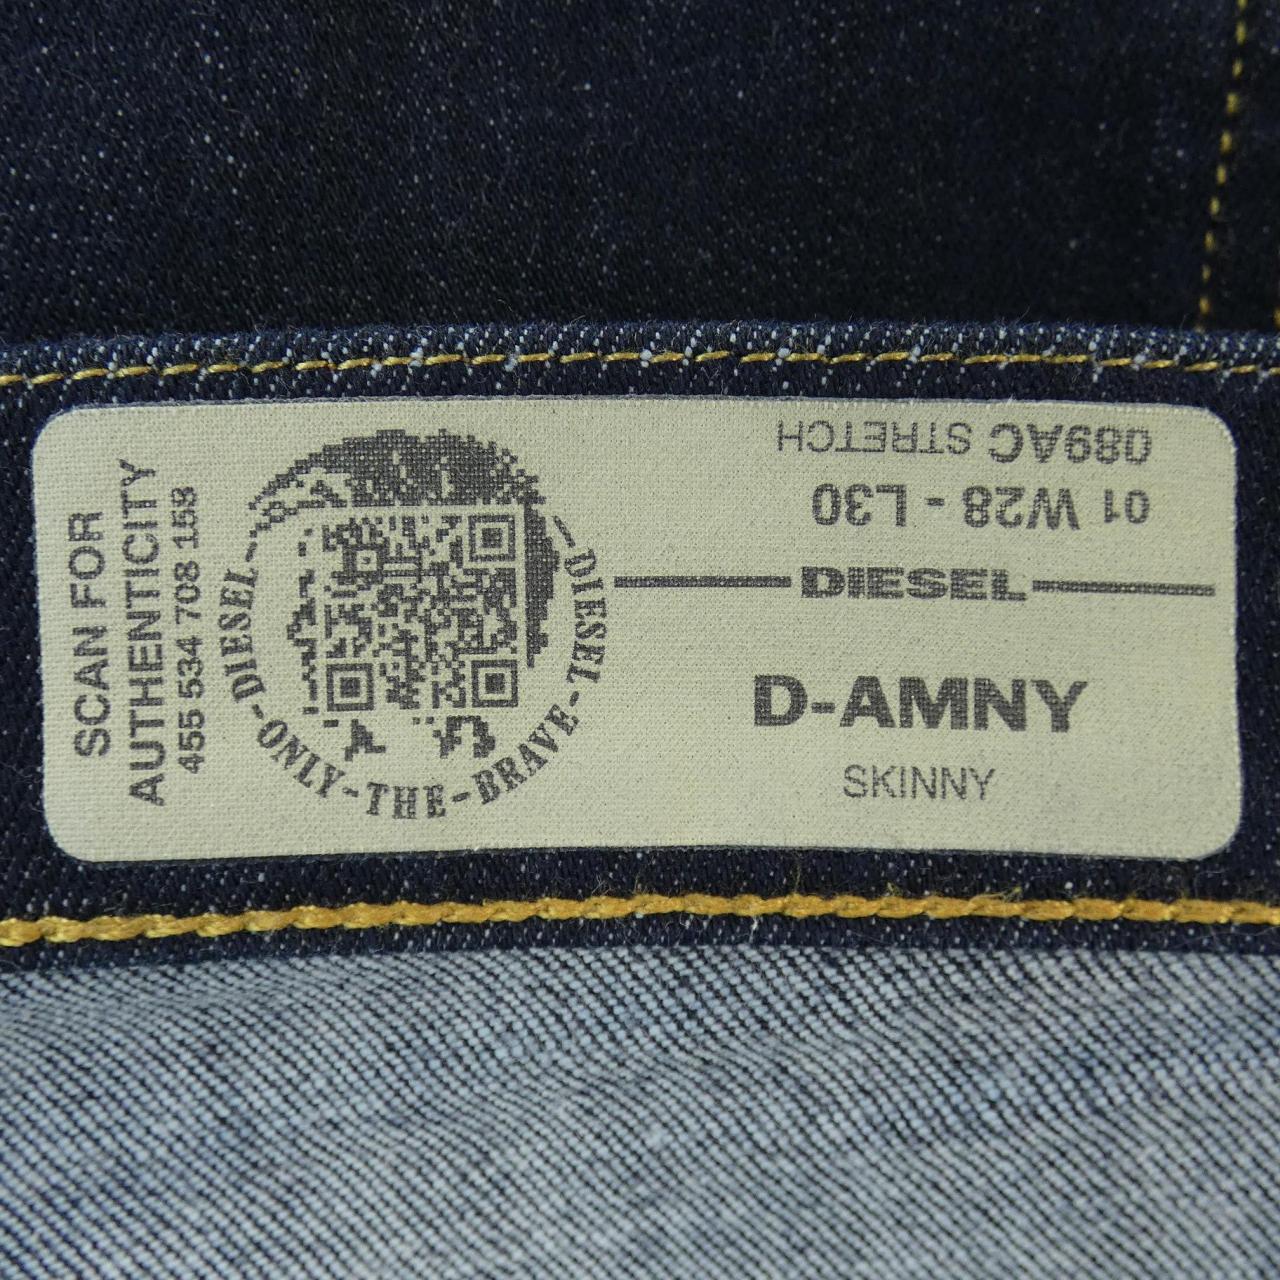 SCAN FOR
AUTHENTICITY
455 534 708 158
DIESEL-ONLY-THE-BRAVE-DIESEL
089AC STRETCH
01 W28 - L30
DIESEL
D-AMNY
SKINNY